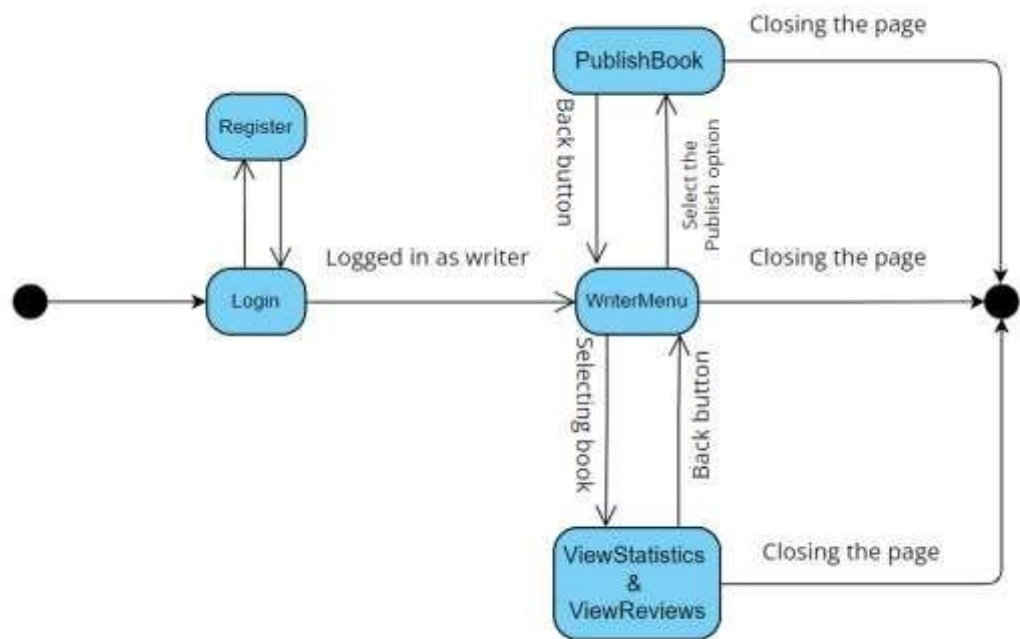 Closing the page
PublishBook
Register
Back button
Select the
Publish option
Logged in as writer
Closing the page
Login
WriterMenu
Selecting book
Back button
ViewStatistics
&
ViewReviews
Closing the page